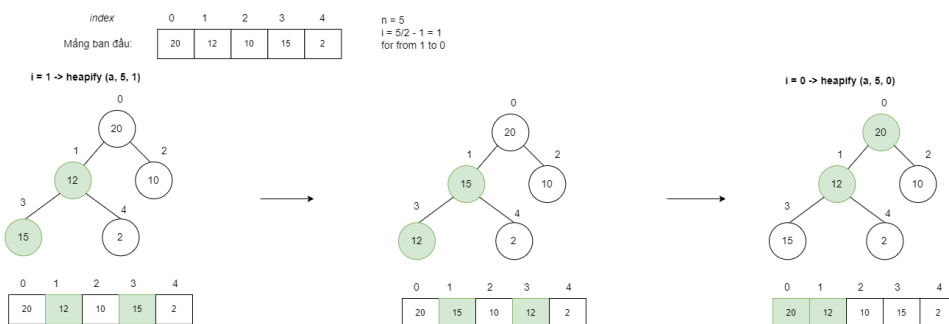 index 0 1 2 3 4
Mảng ban đầu: 20 12 10 15 2
n = 5
i = 5/2 - 1 = 1
for from 1 to 0
i = 1 -> heapify (a, 5, 1)
0
20
1 2
12 10
3 4
15 2
0 1 2 3 4
20 12 10 15 2
0
20
1 2
15 10
3 4
12 2
0 1 2 3 4
20 15 10 12 2
i = 0 -> heapify (a, 5, 0)
0
20
1 2
12 10
3 4
15 2
0 1 2 3 4
20 12 10 15 2